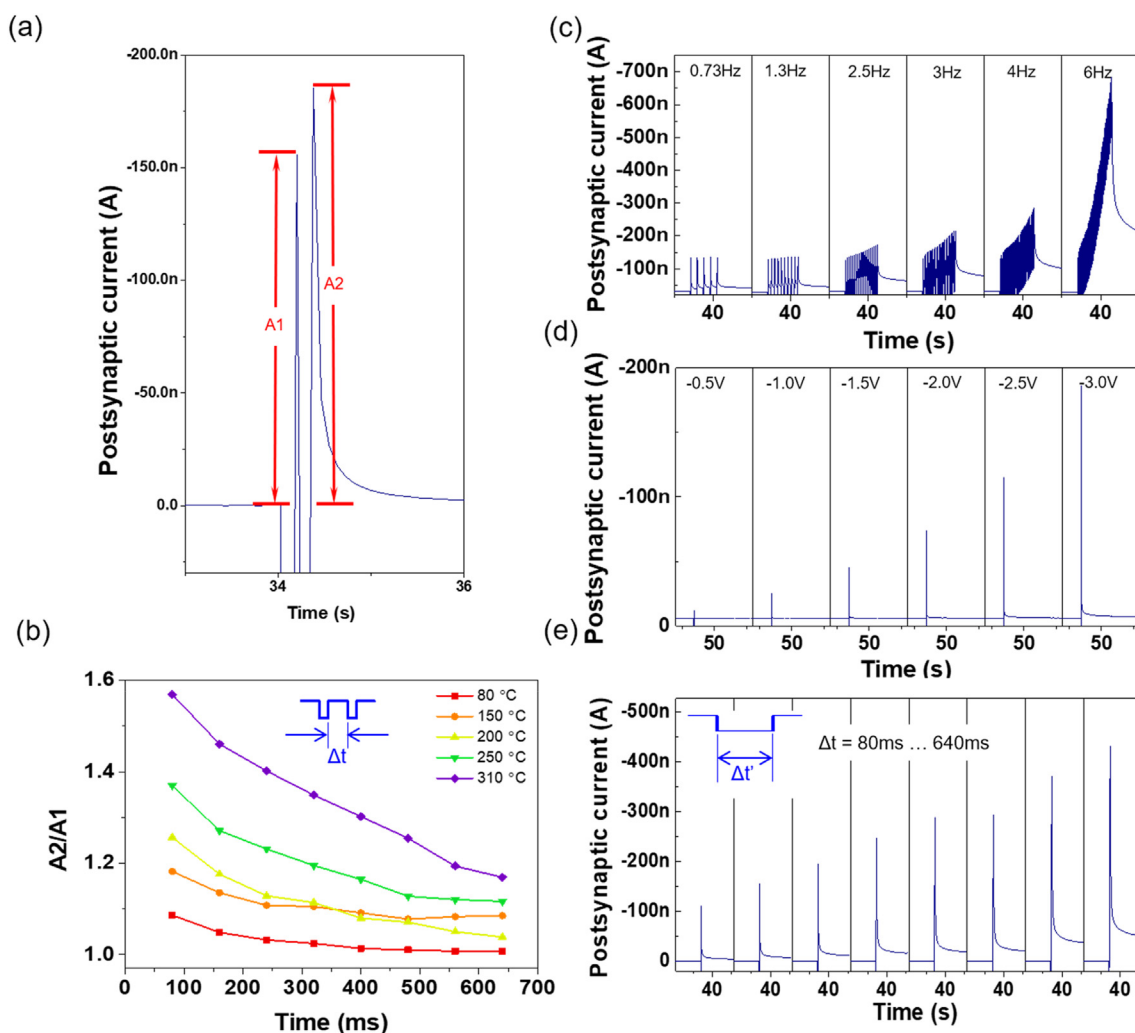 (a)
-200.0n
-150.0n
-100.0n
-50.0n
0.0
Postsynaptic current (A)
A1
A2
34
36
Time (s)
(b)
1.6
1.4
1.2
1.0
A2/A1
80 °C
150 °C
200 °C
250 °C
310 °C
Δt
0 100 200 300 400 500 600 700
Time (ms)
(c)
-700n
-600n
-500n
-400n
-300n
-200n
-100n
Postsynaptic current (A)
0.73Hz 1.3Hz 2.5Hz 3Hz 4Hz 6Hz
40 40 40 40 40 40
Time (s)
(d)
-200n
-100n
0
Postsynaptic current (A)
-0.5V -1.0V -1.5V -2.0V -2.5V -3.0V
50 50 50 50 50 50
Time (s)
(e)
-500n
-400n
-300n
-200n
-100n
0
Postsynaptic current (A)
Δt'
Δt = 80ms ... 640ms
40 40 40 40 40 40 40 40
Time (s)